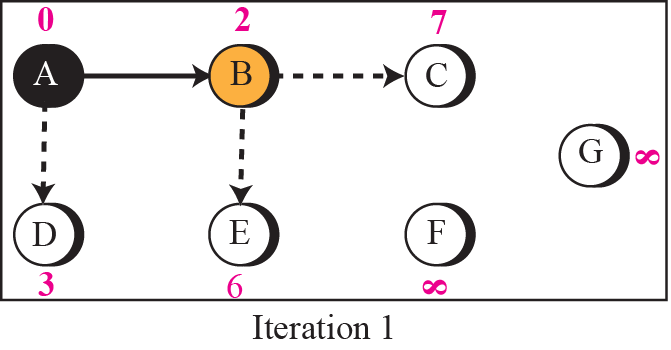 0 2 7
A B C
G ∞
D E F
3 6 ∞
Iteration 1